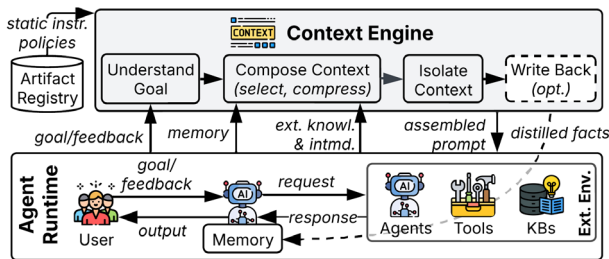 static instr.
policies
Artifact
Registry
CONTEXT
Context Engine
Understand
Goal
Compose Context
(select, compress)
Isolate
Context
Write Back
(opt.)
goal/feedback
memory
ext. knowl.
& intmd.
assembled
prompt
distilled facts
Agent
Runtime
goal/
feedback
User
output
AI
Memory
request
response
AI
Agents
Tools
KBs
Ext. Env.